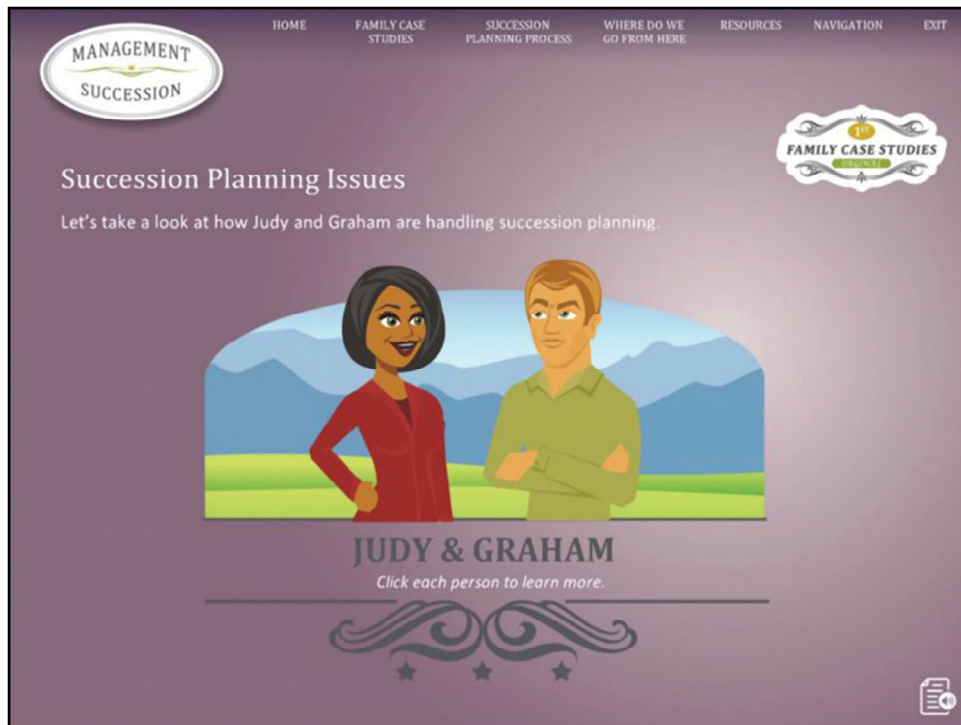 HOME
FAMILY CASE
STUDIES
SUCCESSION
PLANNING PROCESS
WHERE DO WE
GO FROM HERE
RESOURCES
NAVIGATION
EXIT
MANAGEMENT
SUCCESSION
1ST
FAMILY CASE STUDIES
ORIGINAL
Succession Planning Issues
Let's take a look at how Judy and Graham are handling succession planning.
JUDY & GRAHAM
Click each person to learn more.